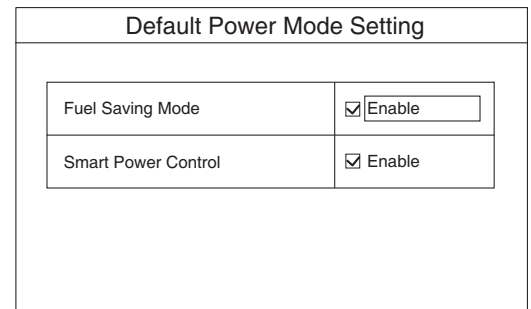 Default Power Mode Setting
Fuel Saving Mode Enable
Smart Power Control Enable